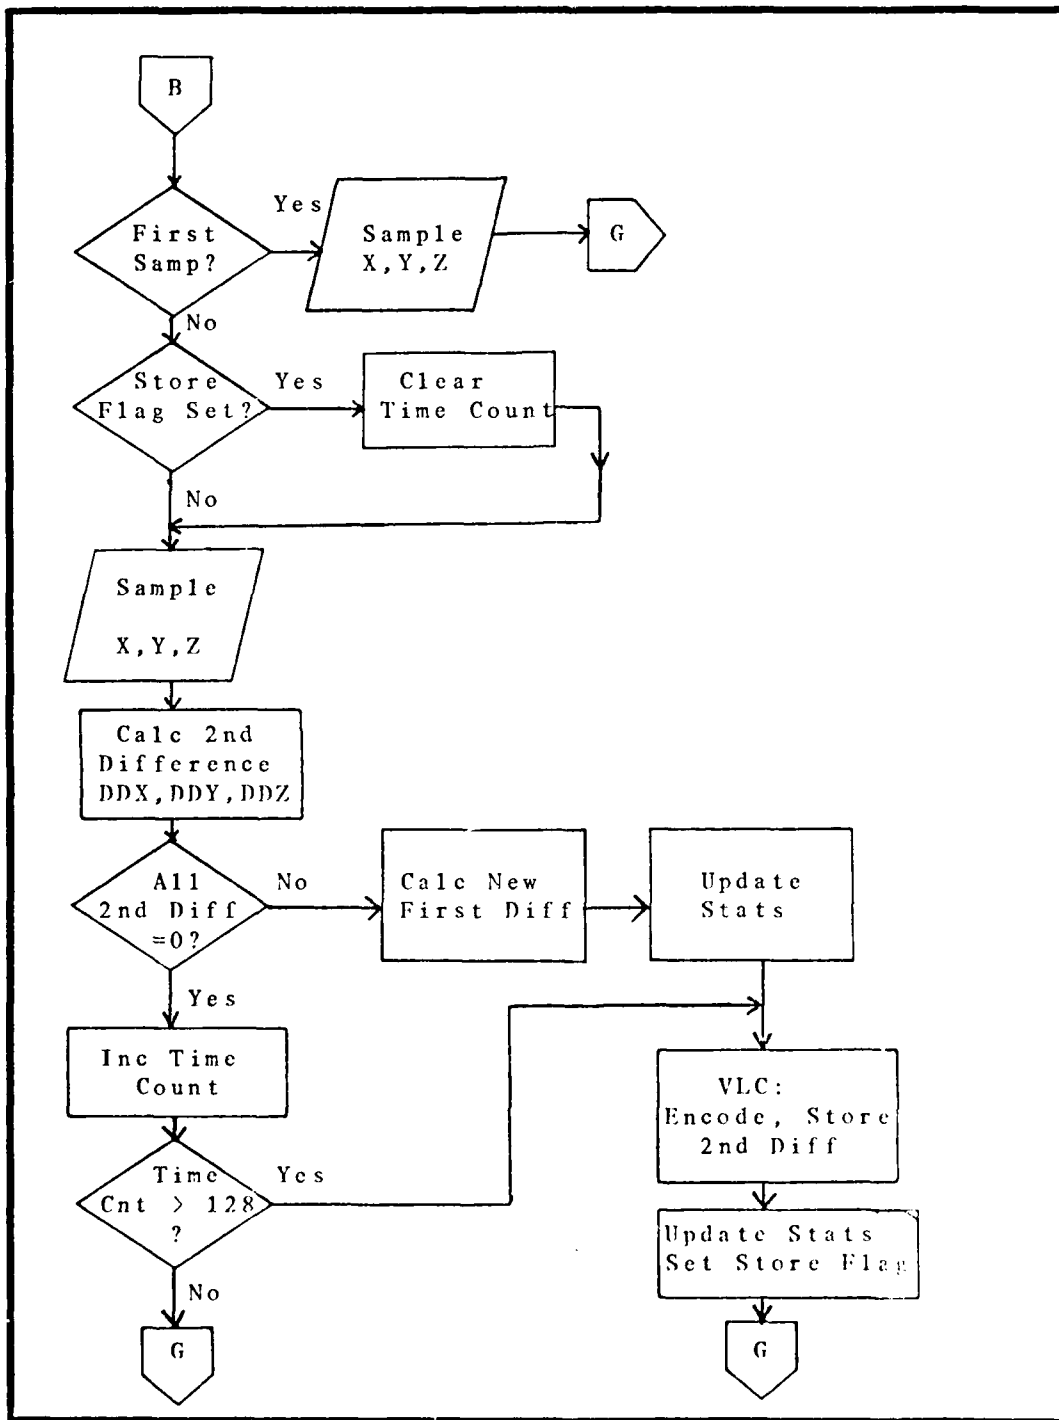 B
First
Samp?
Yes
Sample
X,Y,Z
G
No
Store
Flag Set?
Yes
Clear
Time Count
No
Sample
X,Y,Z
Calc 2nd
Difference
DDX,DDY,DDZ
All
2nd Diff
=0?
No
Calc New
First Diff
Update
Stats
Yes
Inc Time
Count
VLC:
Encode, Store
2nd Diff
Time
Cnt > 128
?
Yes
Update Stats
Set Store Flag
No
G
G